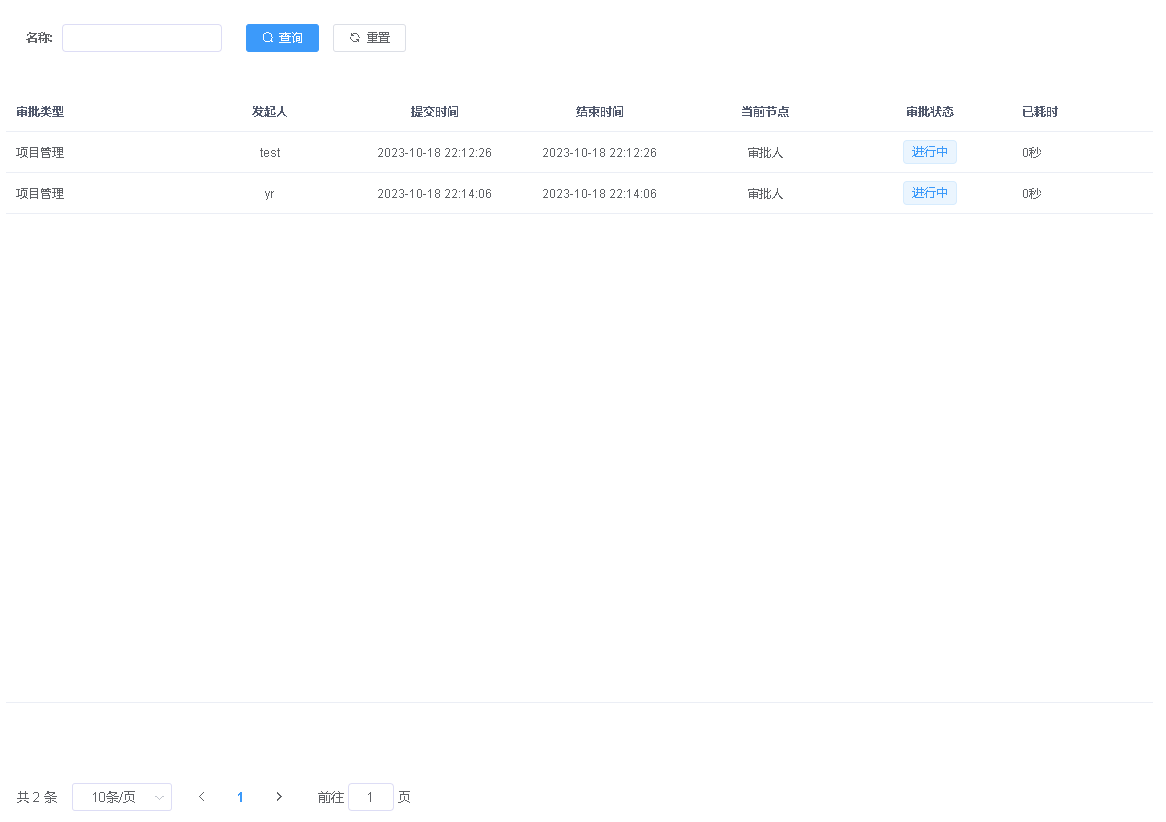 名称: 查询 重置
审批类型 发起人 提交时间 结束时间 当前节点 审批状态 已耗时
项目管理 test 2023-10-18 22:12:26 2023-10-18 22:12:26 审批人 进行中 0秒
项目管理 yr 2023-10-18 22:14:06 2023-10-18 22:14:06 审批人 进行中 0秒
共 2 条 10条/页 1 前往 1 页